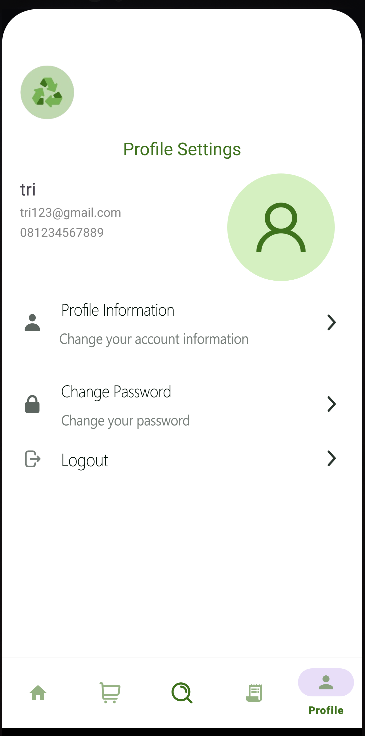 Profile Settings
tri
tri123@gmail.com
081234567889
Profile Information
Change your account information
Change Password
Change your password
Logout
Profile